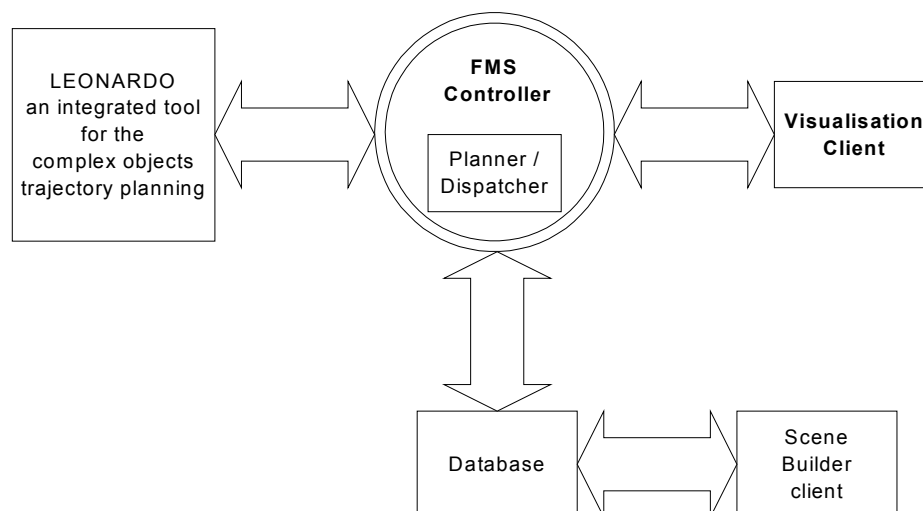 LEONARDO
an integrated tool
for the
complex objects
trajectory planning
FMS
Controller
Planner /
Dispatcher
Visualisation
Client
Database
Scene
Builder
client